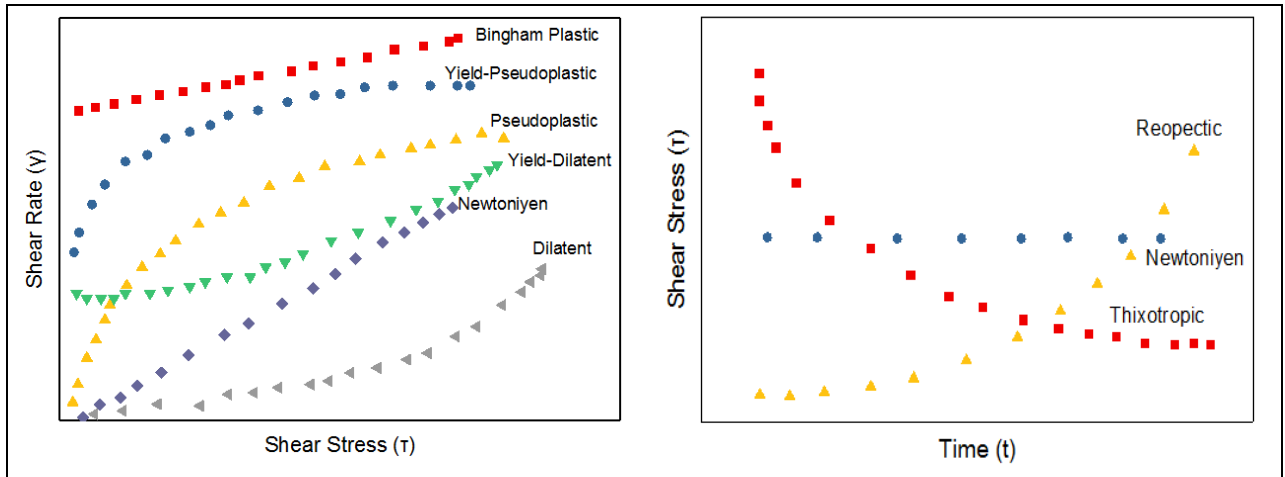 Bingham Plastic
Yield-Pseudoplastic
Pseudoplastic
Yield-Dilatent
Newtoniyen
Dilatent
Shear Rate (γ)
Shear Stress (τ)
Reopectic
Newtoniyen
Thixotropic
Shear Stress (τ)
Time (t)